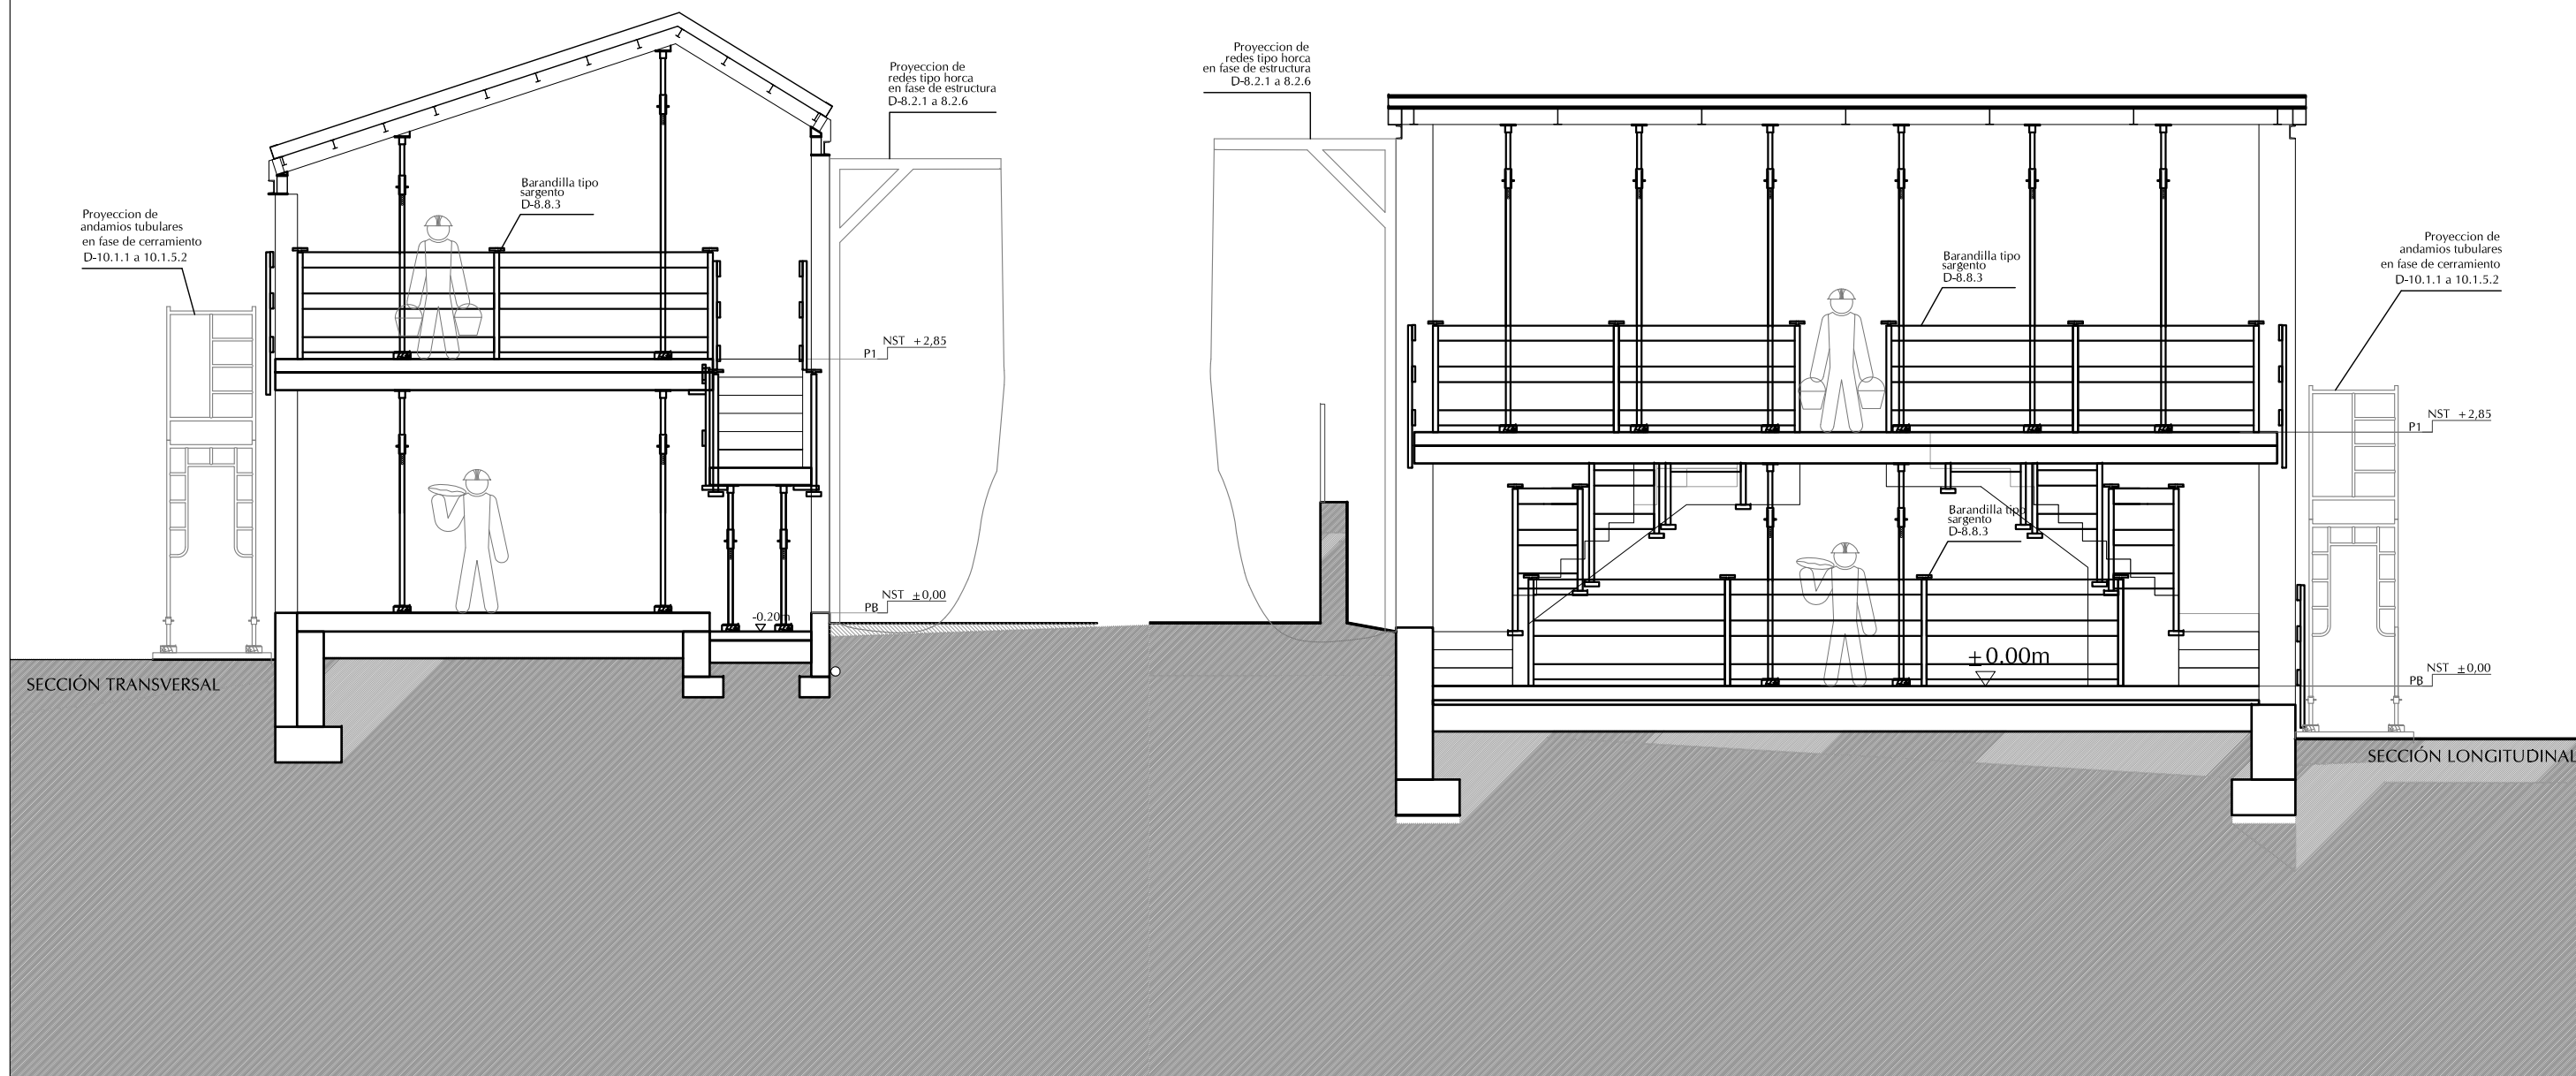 Proyeccion de
andamios tubulares
en fase de cerramiento
D-10.1.1 a 10.1.5.2
Barandilla tipo
sargento
D-8.8.3
Proyeccion de
redes tipo horca
en fase de estructura
D-8.2.1 a 8.2.6
P1
NST +2,85
-0.20m
PB
NST ±0,00
SECCIÓN TRANSVERSAL
Proyeccion de
redes tipo horca
en fase de estructura
D-8.2.1 a 8.2.6
Barandilla tipo
sargento
D-8.8.3
Proyeccion de
andamios tubulares
en fase de cerramiento
D-10.1.1 a 10.1.5.2
P1
NST +2,85
Barandilla tipo
sargento
D-8.8.3
±0.00m
PB
NST ±0,00
SECCIÓN LONGITUDINAL